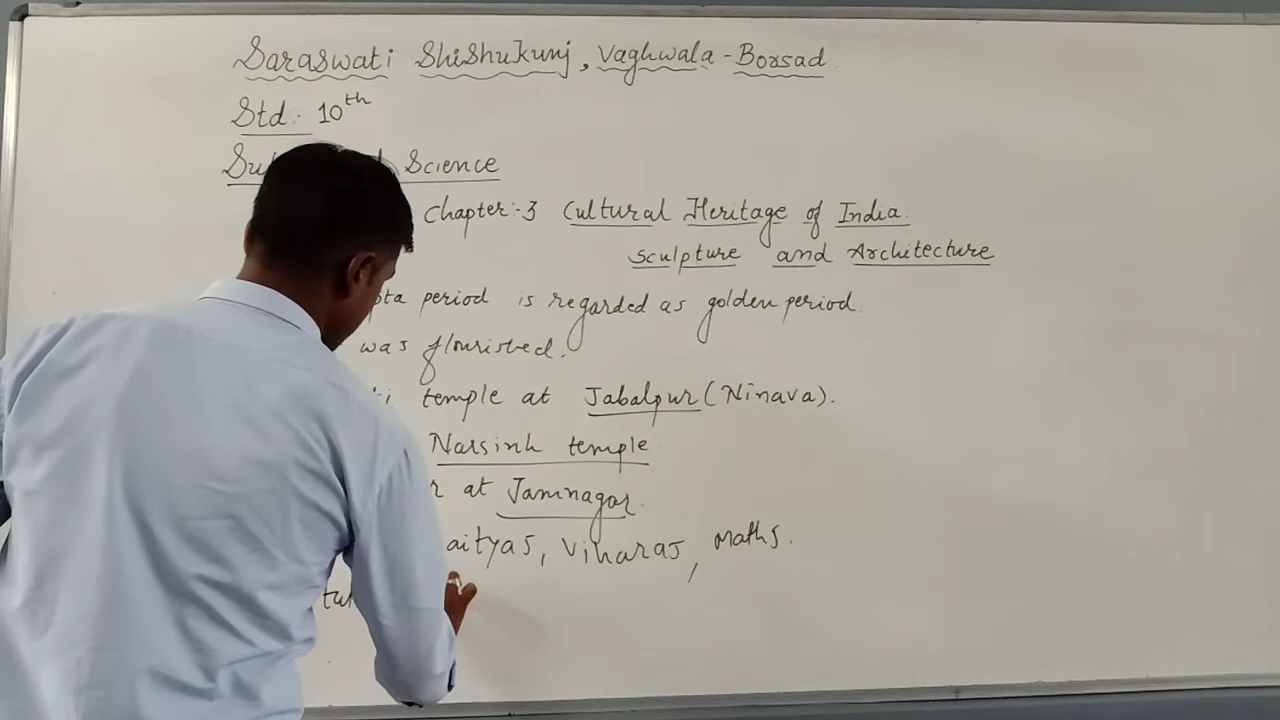 Saraswati Shishukunj, Vaghwala - Borsad
Std:- 10th
Science
Chapter:-3 Cultural Heritage of India:
Sculpture and Architecture
period is regarded as golden period.
was flourished.
temple at Jabalpur (Ninava).
Narsinh temple
at Jamnagar.
Viharas, maths.